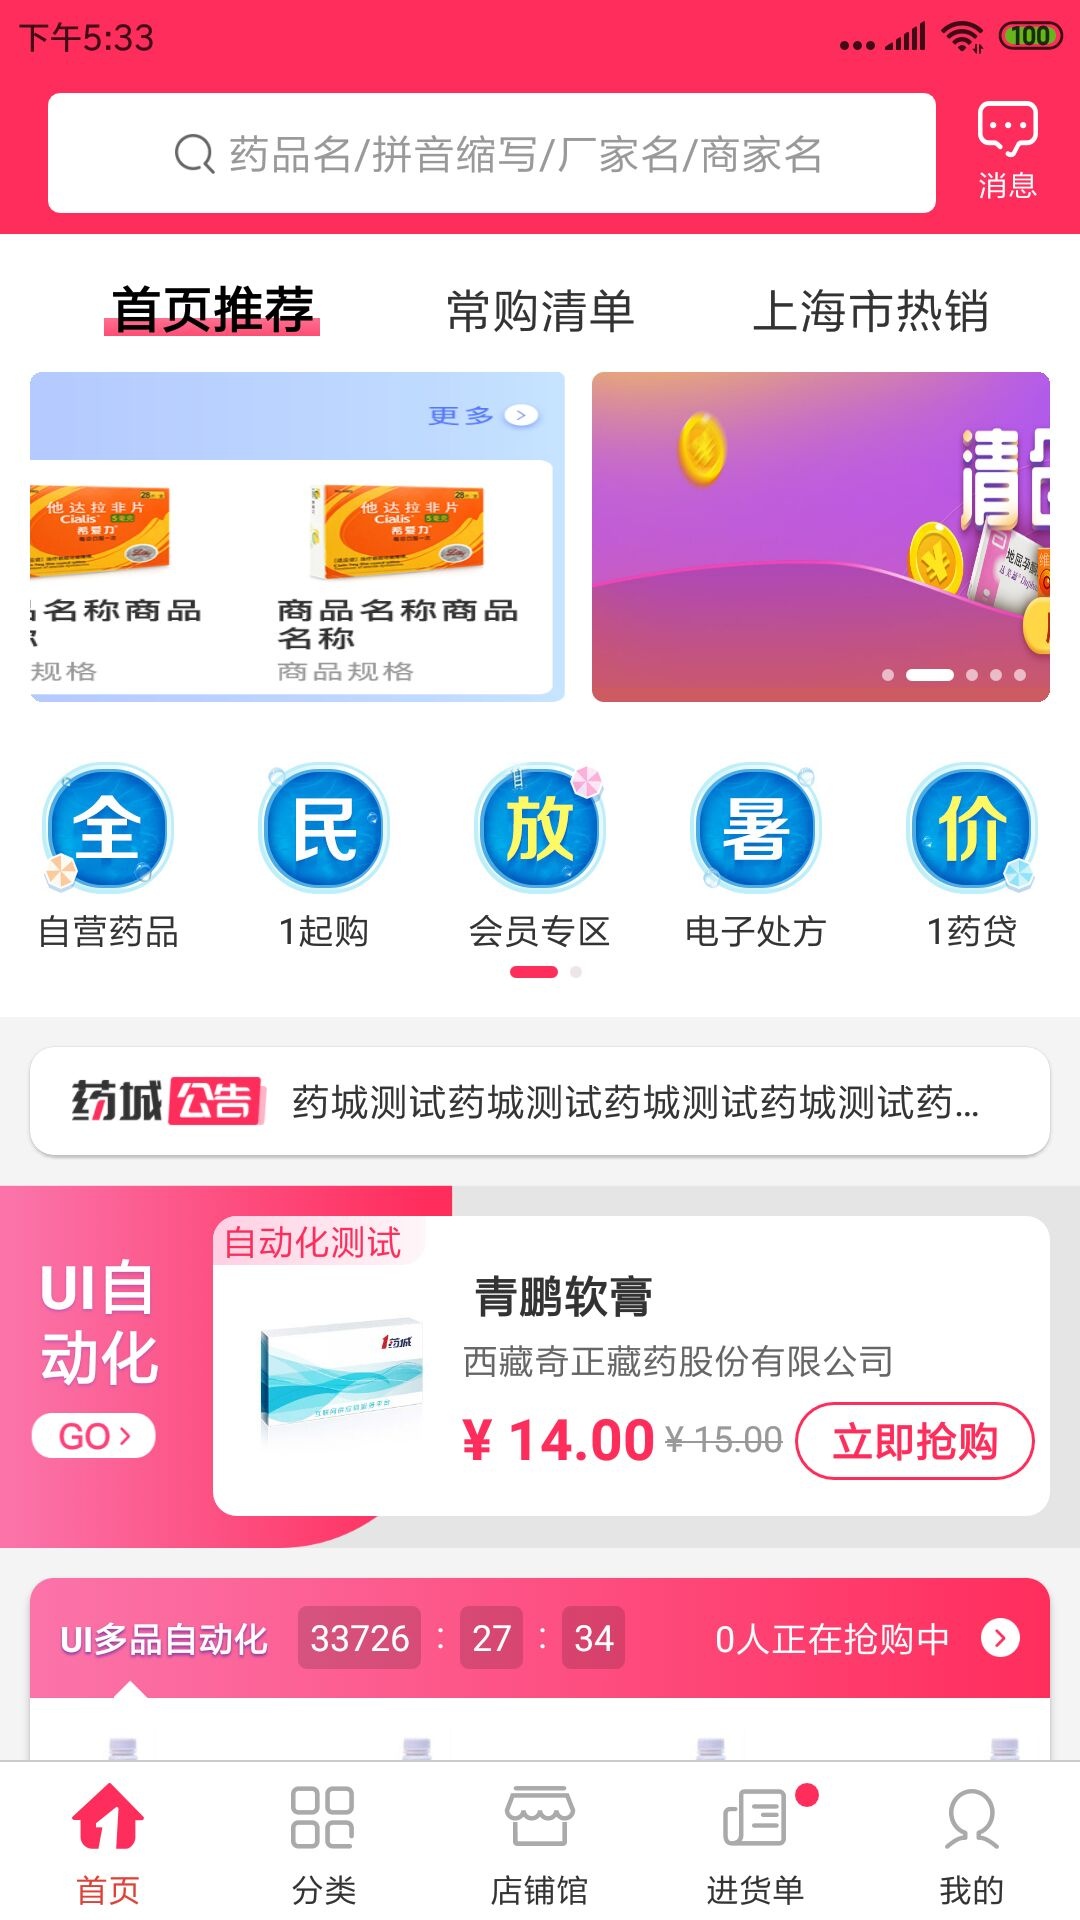 下午5:33
100
药品名/拼音缩写/厂家名/商家名
消息
首页推荐
常购清单
上海市热销
更多
他达拉非片
Cialis
希爱力
他达拉非片
Cialis
希爱力
名称商品
商品名称商品
名称
规格
商品规格
清
全
民
放
暑
价
自营药品
1起购
会员专区
电子处方
1药贷
药城 公告
药城测试药城测试药城测试药城测试药...
UI自
动化
GO
自动化测试
1药城
青鹏软膏
西藏奇正藏药股份有限公司
¥ 14.00
¥ 15.00
立即抢购
UI多品自动化
33726 : 27 : 34
0人正在抢购中
首页
分类
店铺馆
进货单
我的